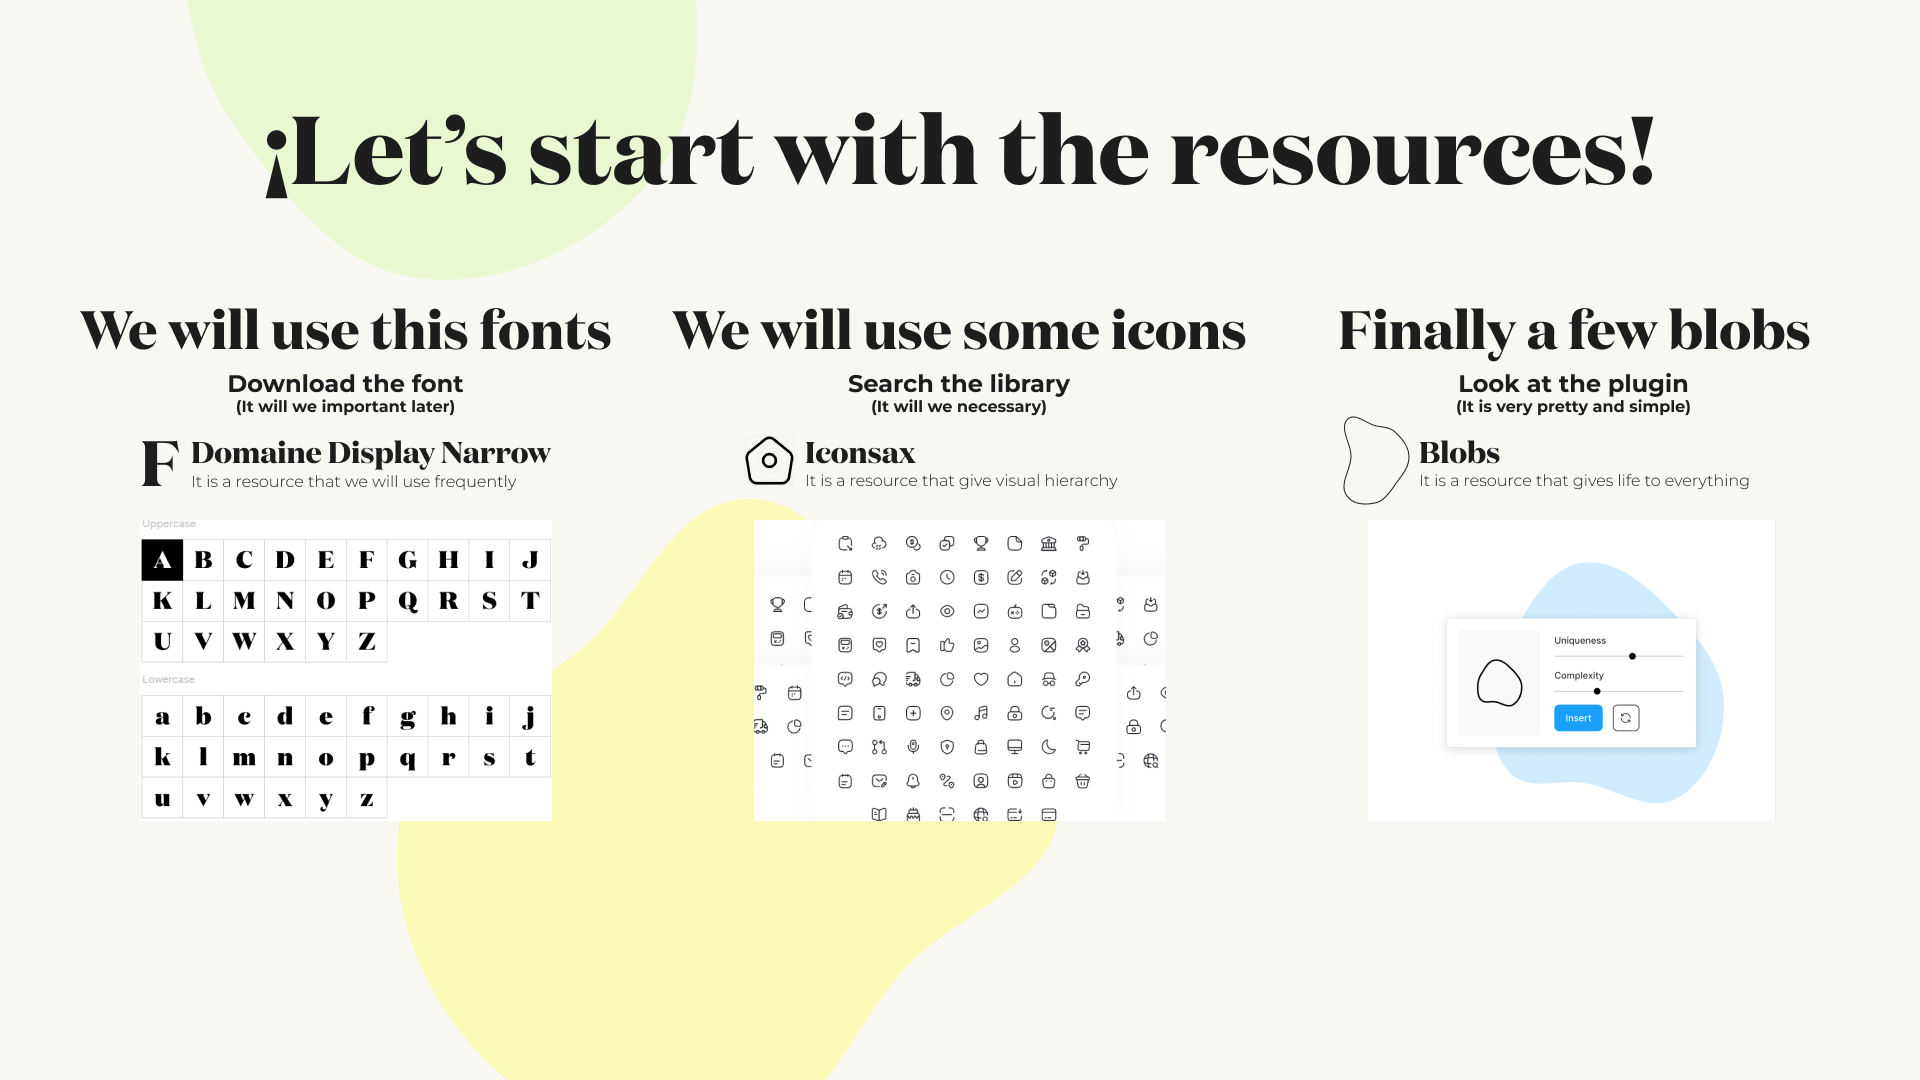 ¡Let’s start with the resources!
We will use this fonts
Download the font
(It will we important later)
F
Domaine Display Narrow
It is a resource that we will use frequently
Uppercase
A B C D E F G H I J
K L M N O P Q R S T
U V W X Y Z
Lowercase
a b c d e f g h i j
k l m n o p q r s t
u v w x y z
We will use some icons
Search the library
(It will we necessary)
Iconsax
It is a resource that give visual hierarchy
Finally a few blobs
Look at the plugin
(It is very pretty and simple)
Blobs
It is a resource that gives life to everything
Uniqueness
Complexity
Insert